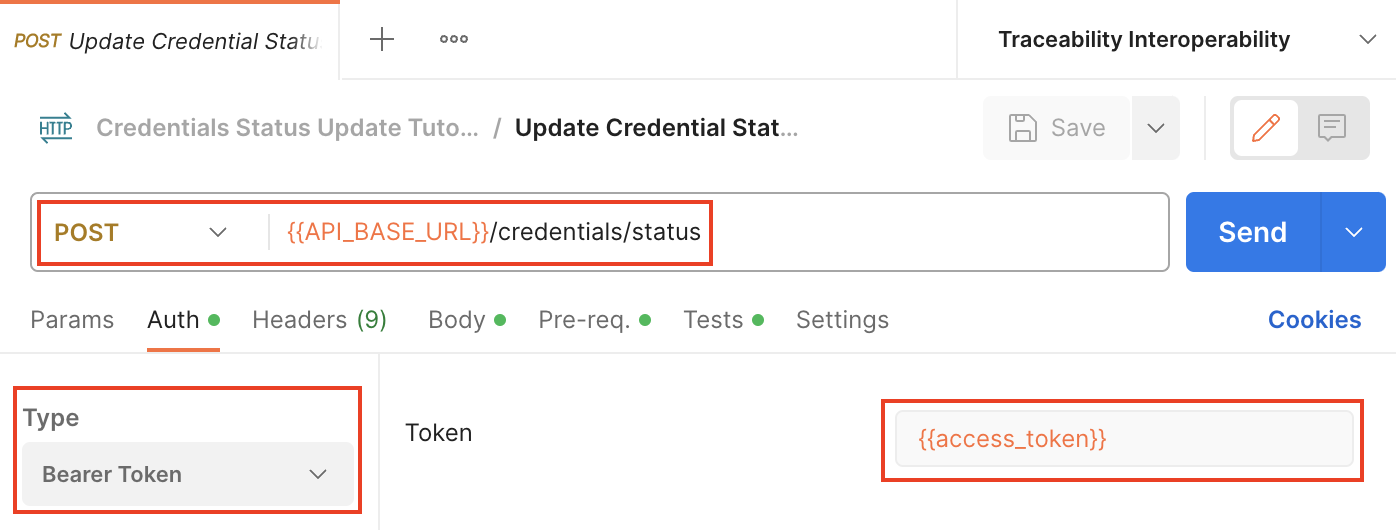 POST Update Credential Statu
Traceability Interoperability
HTTP Credentials Status Update Tuto... / Update Credential Stat...
Save
POST {{API_BASE_URL}}/credentials/status
Send
Params Auth Headers (9) Body Pre-req. Tests Settings Cookies
Type
Bearer Token
Token
{{access_token}}